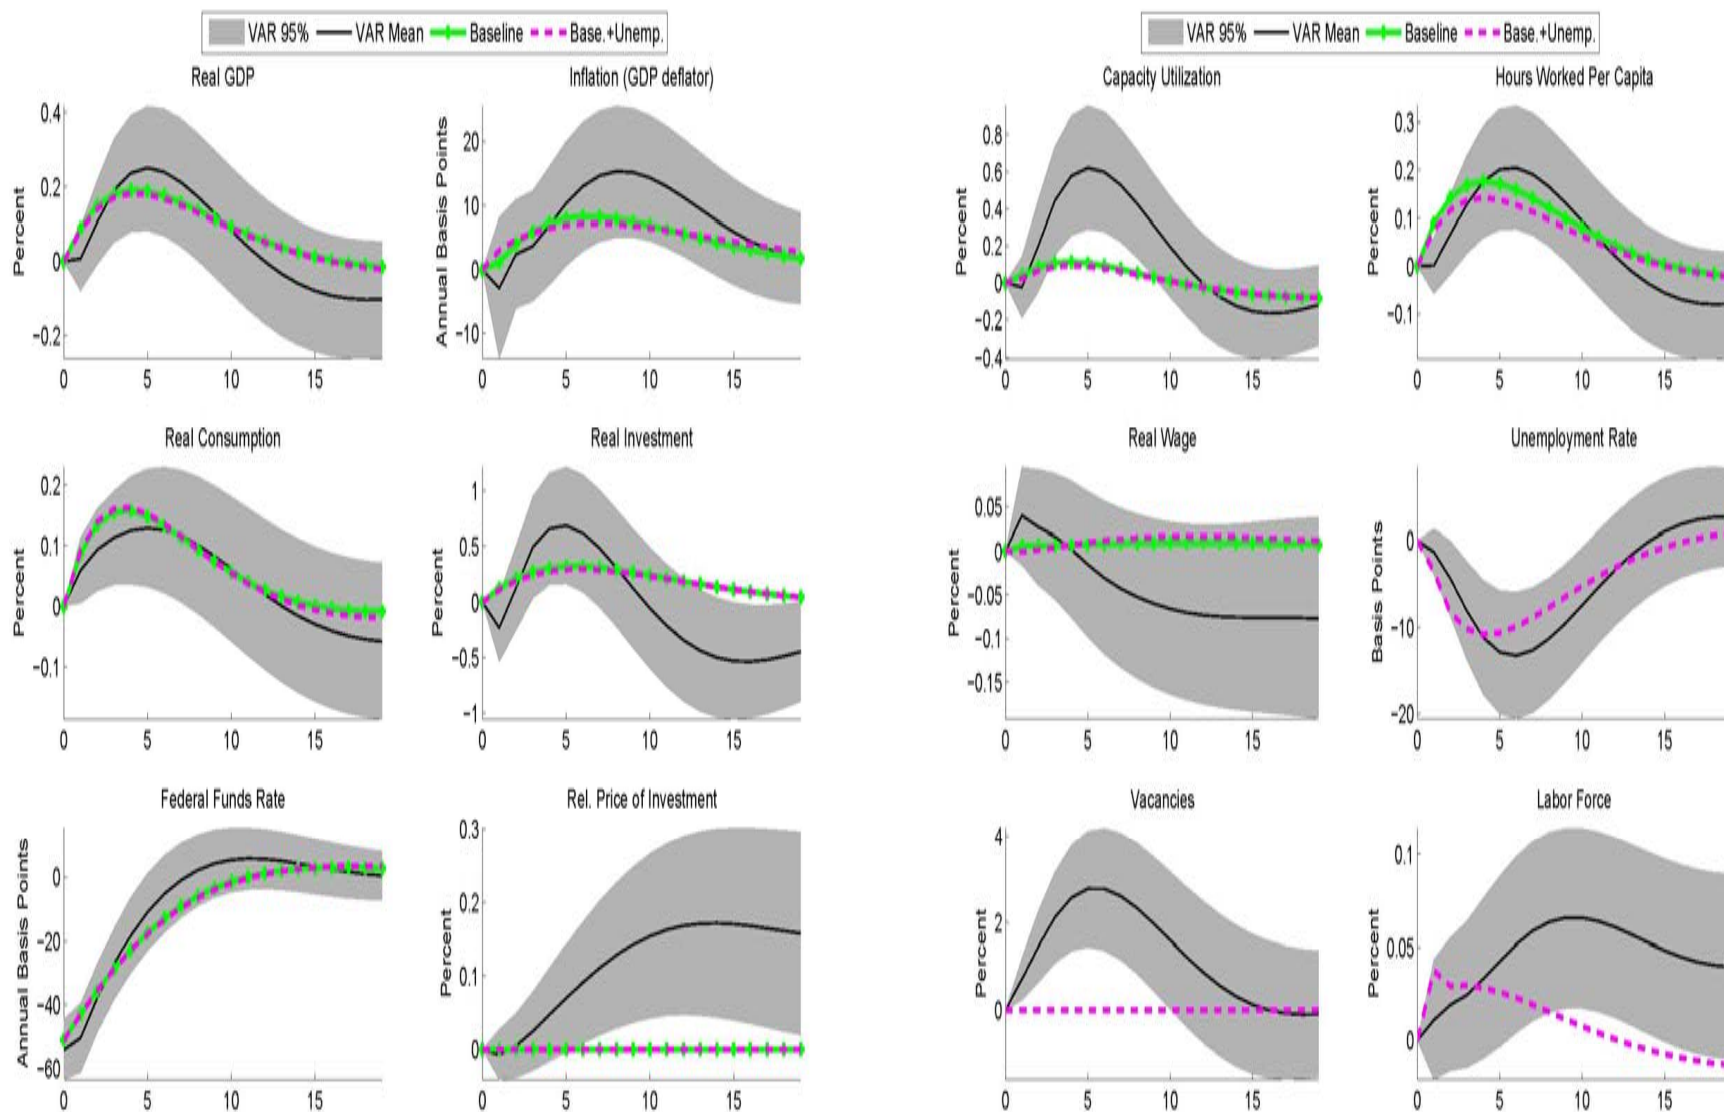 VAR 95% VAR Mean Baseline Base.+Unemp.
VAR 95% VAR Mean Baseline Base.+Unemp.
Real GDP
Percent
0.4
0.2
0
−0.2
0 5 10 15
Inflation (GDP deflator)
Annual Basis Points
20
10
0
−10
0 5 10 15
Capacity Utilization
Percent
0.8
0.6
0.4
0.2
0
−0.2
−0.4
0 5 10 15
Hours Worked Per Capita
Percent
0.3
0.2
0.1
0
−0.1
0 5 10 15
Real Consumption
Percent
0.2
0.1
0
−0.1
0 5 10 15
Real Investment
Percent
1
0.5
0
−0.5
−1
0 5 10 15
Real Wage
Percent
0.05
0
−0.05
−0.1
−0.15
0 5 10 15
Unemployment Rate
Basis Points
0
−10
−20
0 5 10 15
Federal Funds Rate
Annual Basis Points
0
−20
−40
−60
0 5 10 15
Rel. Price of Investment
Percent
0.3
0.2
0.1
0
0 5 10 15
Vacancies
Percent
4
2
0
0 5 10 15
Labor Force
Percent
0.1
0.05
0
0 5 10 15